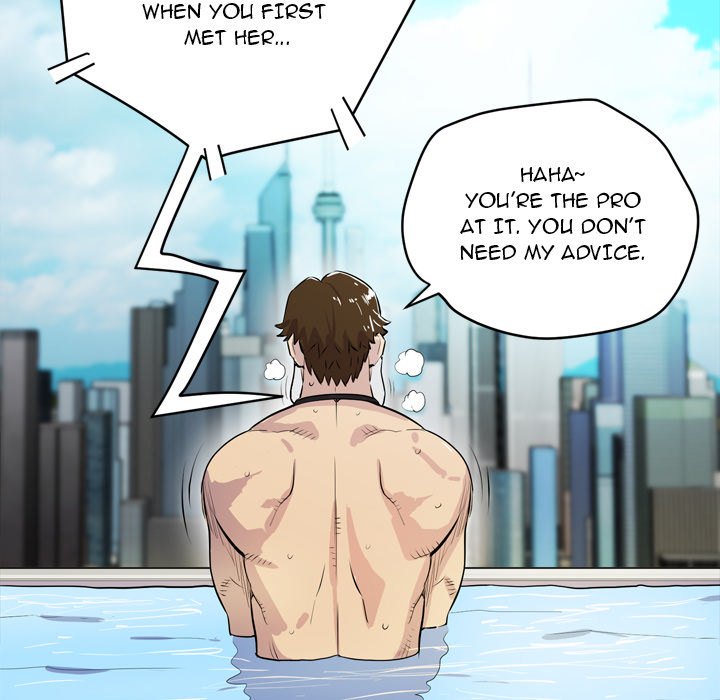 WHEN YOU FIRST
MET HER...
HAHA~
YOU'RE THE PRO
AT IT. YOU DON'T
NEED MY ADVICE.